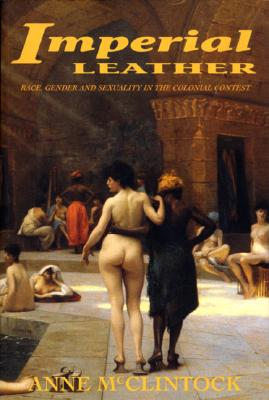 Imperial
LEATHER
RACE, GENDER AND SEXUALITY IN THE COLONIAL CONTEST
ANNE McCLINTOCK